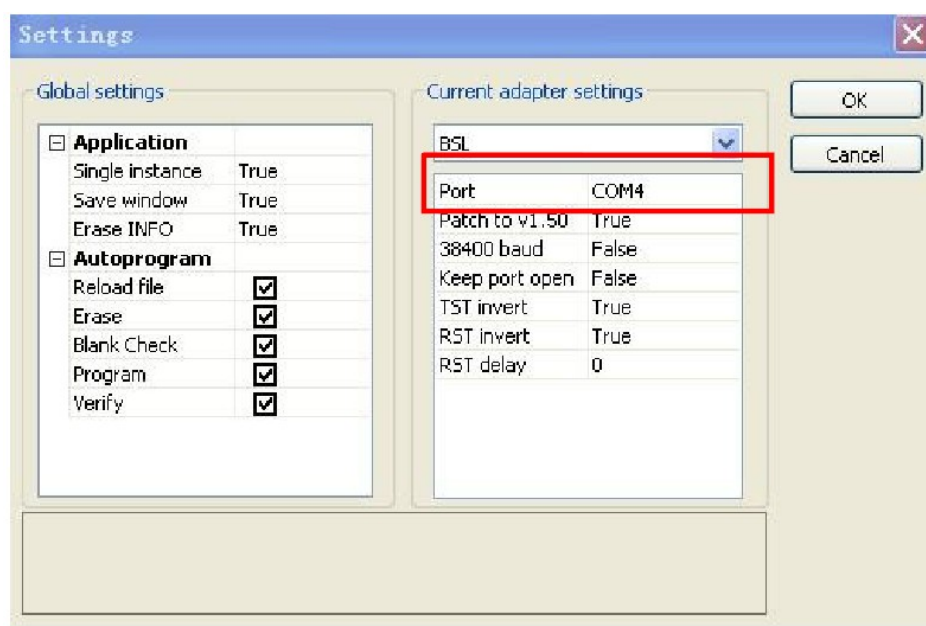 Settings
Global settings
Application
Single instance True
Save window True
Erase INFO True
Autoprogram
Reload file
Erase
Blank Check
Program
Verify
Current adapter settings
BSL
Port COM4
Patch to v1.50 True
38400 baud False
Keep port open False
TST invert True
RST invert True
RST delay 0
OK
Cancel